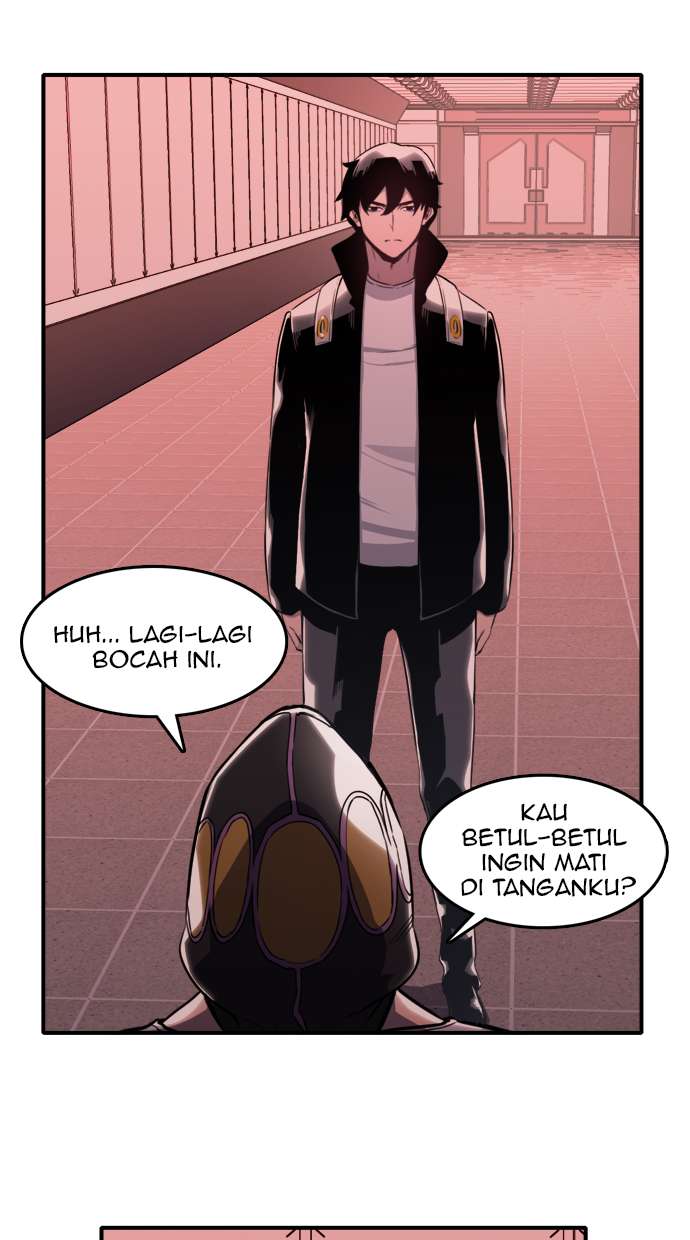 HUH... LAGI-LAGI
BOCAH INI.
KAU
BETUL-BETUL
INGIN MATI
DI TANGANKU?